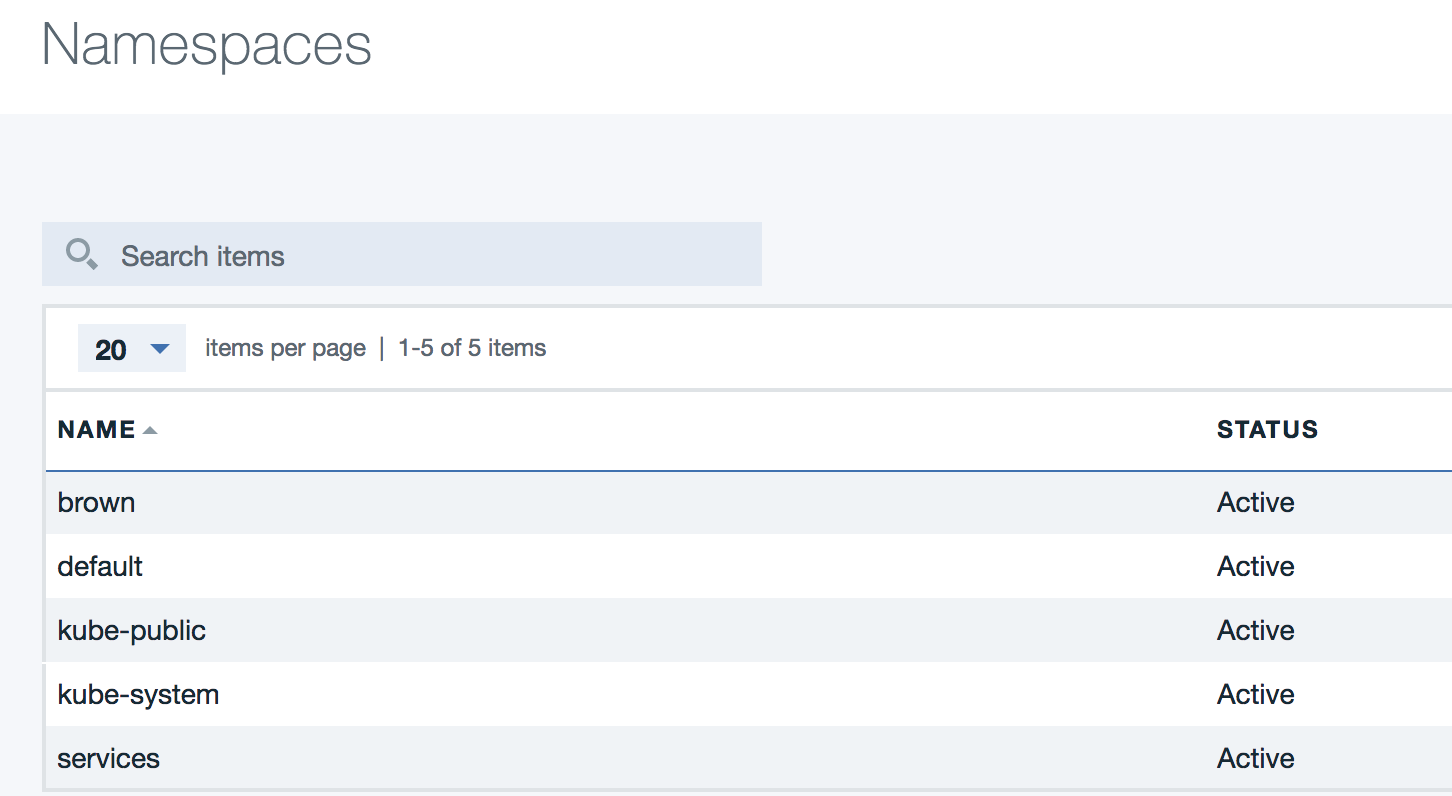 Namespaces
Search items
20 items per page | 1-5 of 5 items
NAME STATUS
brown Active
default Active
kube-public Active
kube-system Active
services Active